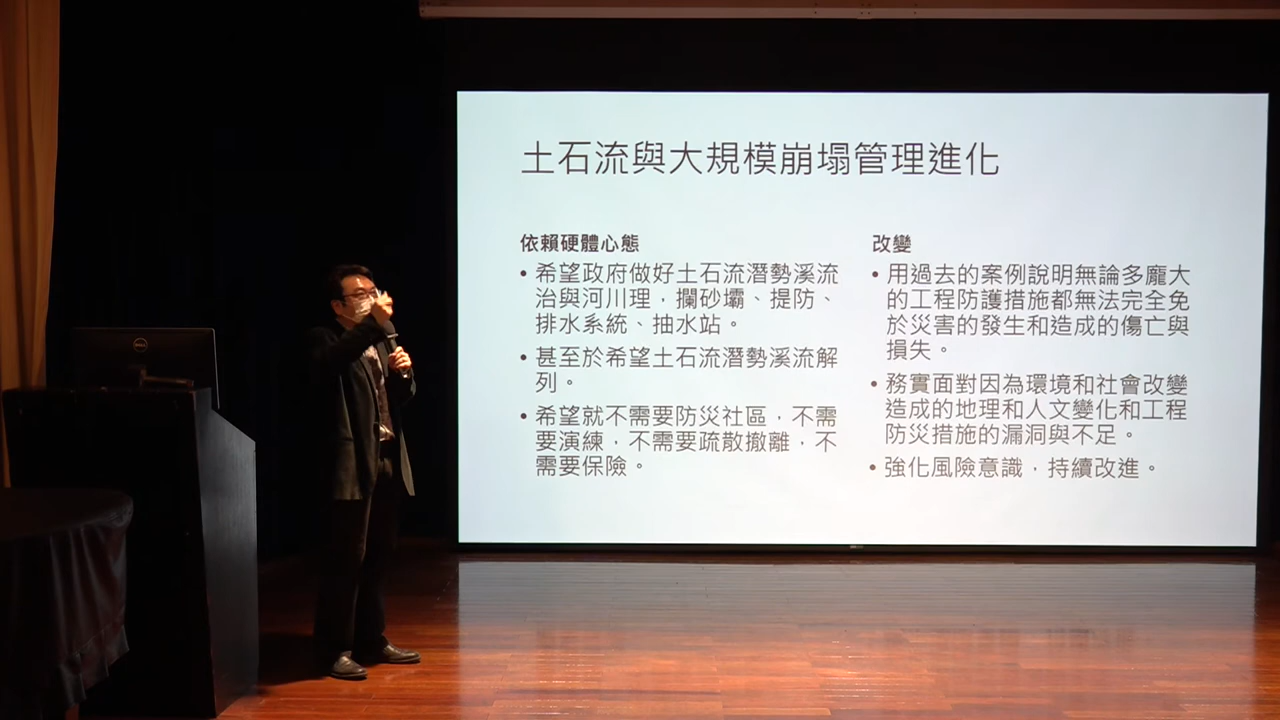 土石流與大規模崩塌管理進化
依賴硬體心態
• 希望政府做好土石流潛勢溪流
治與河川理，攔砂壩、提防、
排水系統、抽水站。
• 甚至於希望土石流潛勢溪流解
列。
• 希望就不需要防災社區，不需
要演練，不需要疏散撤離，不
需要保險。
改變
• 用過去的案例說明無論多龐大
的工程防護措施都無法完全免
於災害的發生和造成的傷亡與
損失。
• 務實面對因為環境和社會改變
造成的地理和人文變化和工程
防災措施的漏洞與不足。
• 強化風險意識，持續改進。
DELL